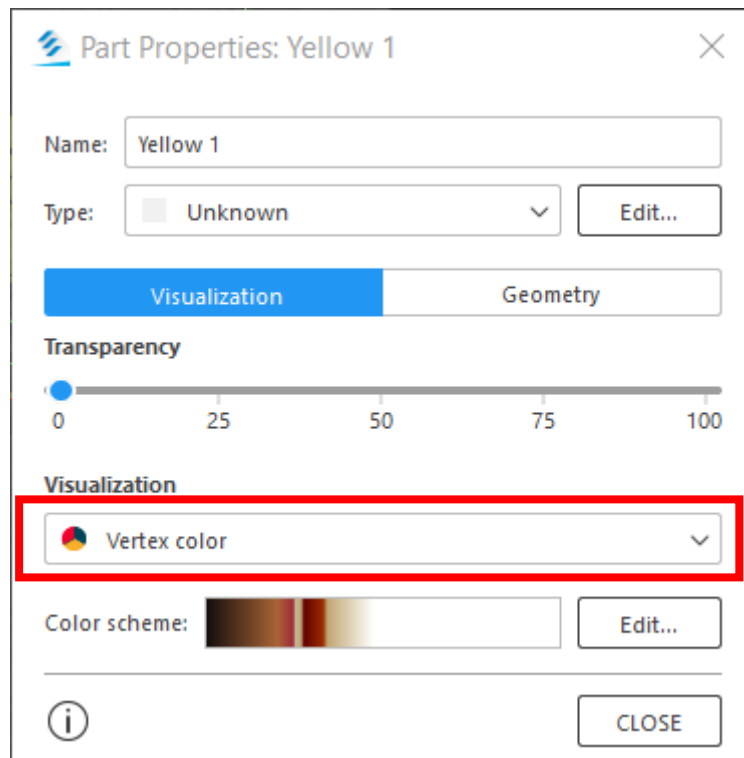 Part Properties: Yellow 1
Name: Yellow 1
Type: Unknown Edit...
Visualization Geometry
Transparency
0 25 50 75 100
Visualization
Vertex color
Color scheme: Edit...
CLOSE